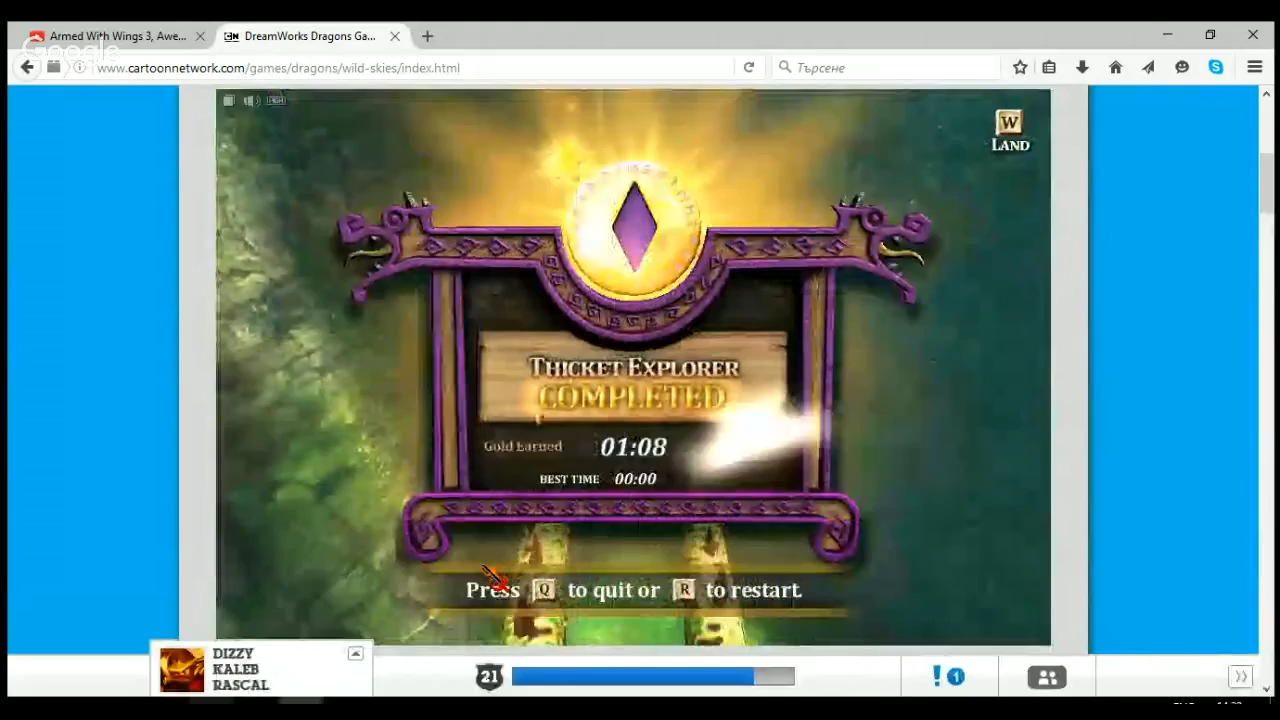 Armed With Wings 3, Awe...
DreamWorks Dragons Ga...
Google
www.cartoonnetwork.com/games/dragons/wild-skies/index.html
Търсене
HIGH
W
LAND
THICKET EXPLORER
COMPLETED
Gold Earned 01:08
BEST TIME 00:00
Press Q to quit or R to restart.
DIZZY
KALEB
RASCAL
21
! 1